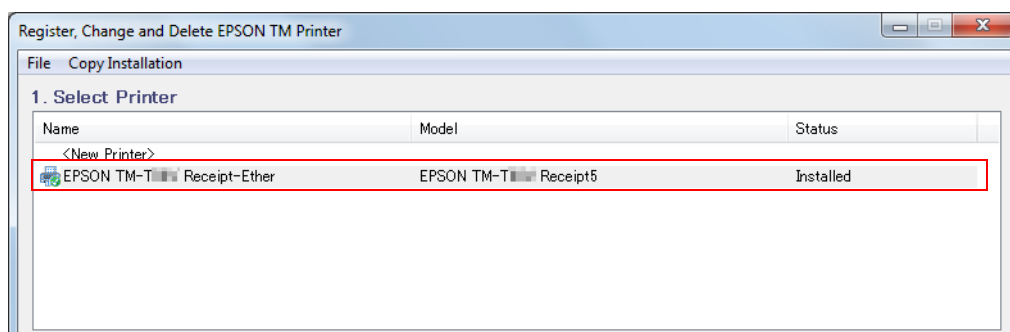 Register, Change and Delete EPSON TM Printer
File Copy Installation
1. Select Printer
Name Model Status
<New Printer>
EPSON TM-T Receipt-Ether EPSON TM-T Receipt5 Installed